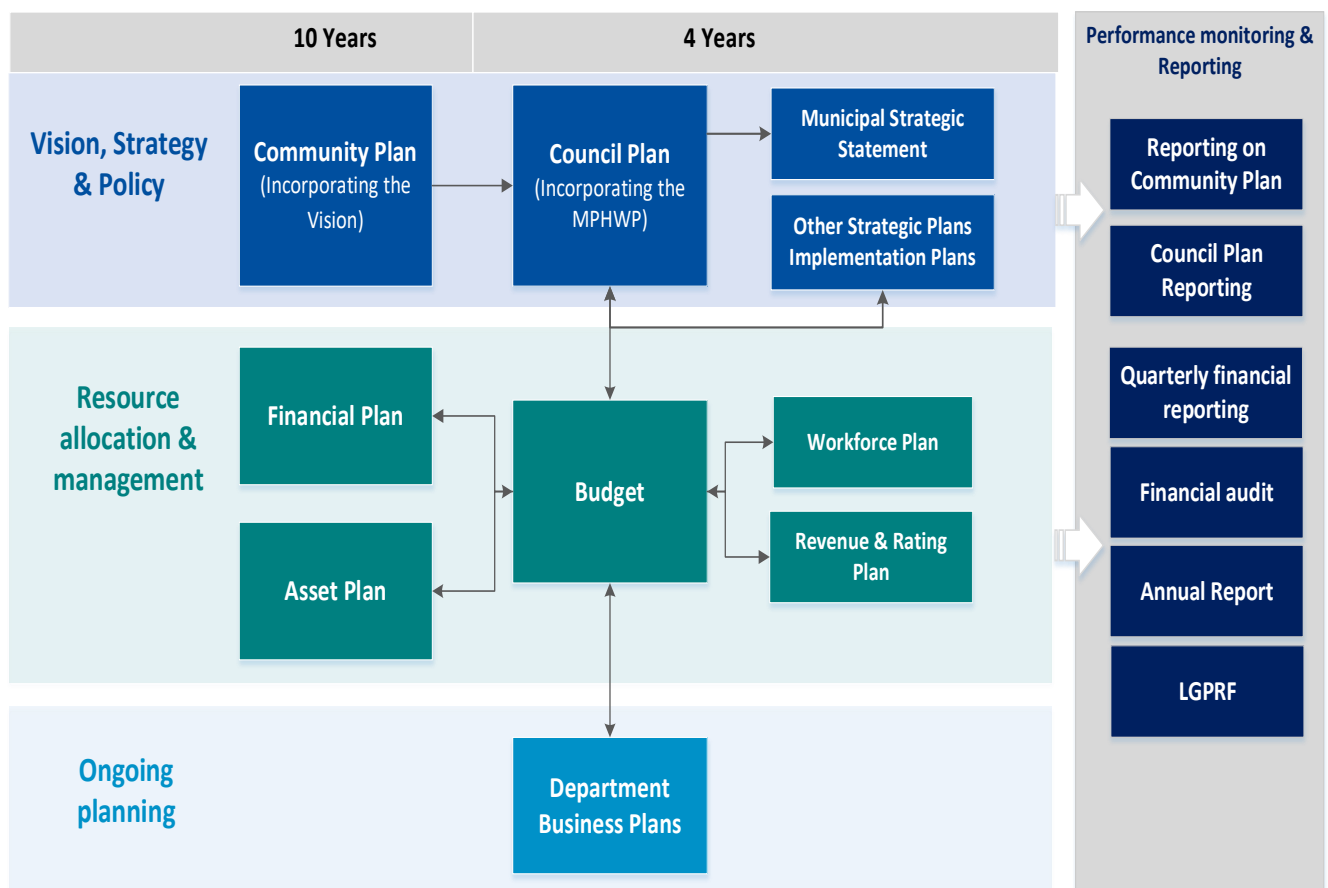 10 Years
4 Years
Performance monitoring &
Reporting
Vision, Strategy
& Policy
Community Plan
(Incorporating the
Vision)
Council Plan
(Incorporating the
MPHWP)
Municipal Strategic
Statement
Other Strategic Plans
Implementation Plans
Reporting on
Community Plan
Council Plan
Reporting
Resource
allocation &
management
Financial Plan
Asset Plan
Budget
Workforce Plan
Revenue & Rating
Plan
Quarterly financial
reporting
Financial audit
Annual Report
LGPRF
Ongoing
planning
Department
Business Plans